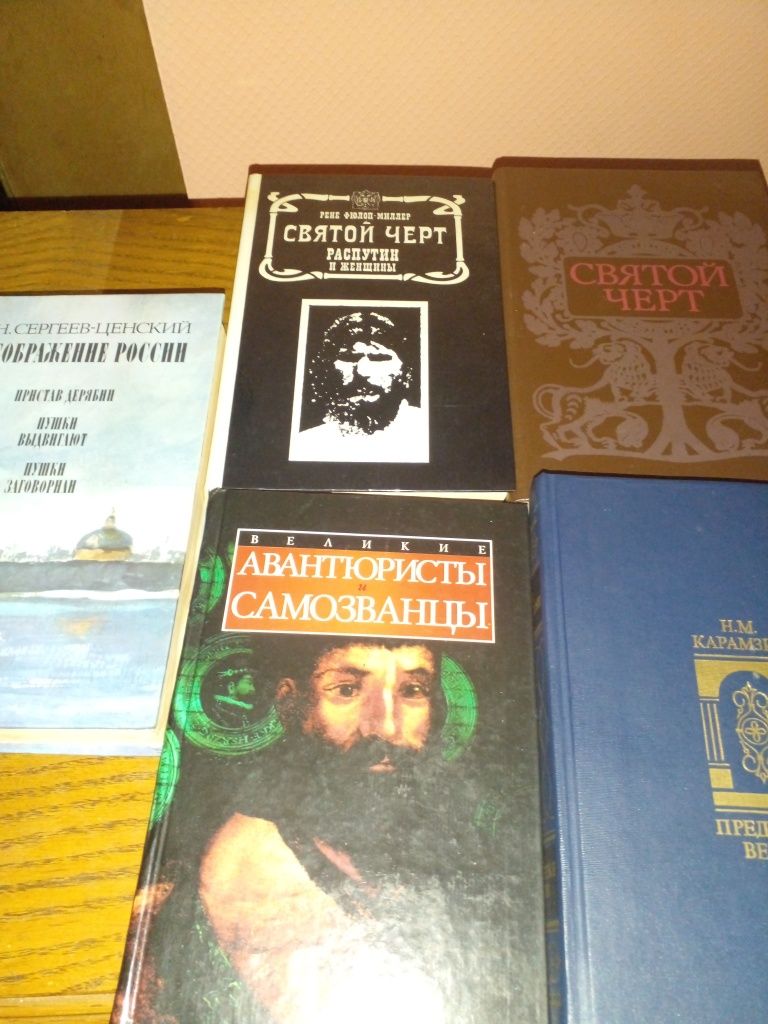 Н. СЕРГЕЕВ-ЦЕНСКИЙ
ОБРАЖЕНИЕ РОССИИ
ПРИСТАВ ДЕРЯБИН
ПУШКИ
ВЫДВИГАЮТ
ПУШКИ
ЗАГОВОРИЛИ
РЕНЕ ФЮЛОП-МИЛЛЕР
СВЯТОЙ ЧЕРТ
РАСПУТИН
И ЖЕНЩИНЫ
СВЯТОЙ
ЧЕРТ
ВЕЛИКИЕ
АВАНТЮРИСТЫ
и
САМОЗВАНЦЫ
Н.М.
КАРАМЗИ
ПРЕД
ВЕ